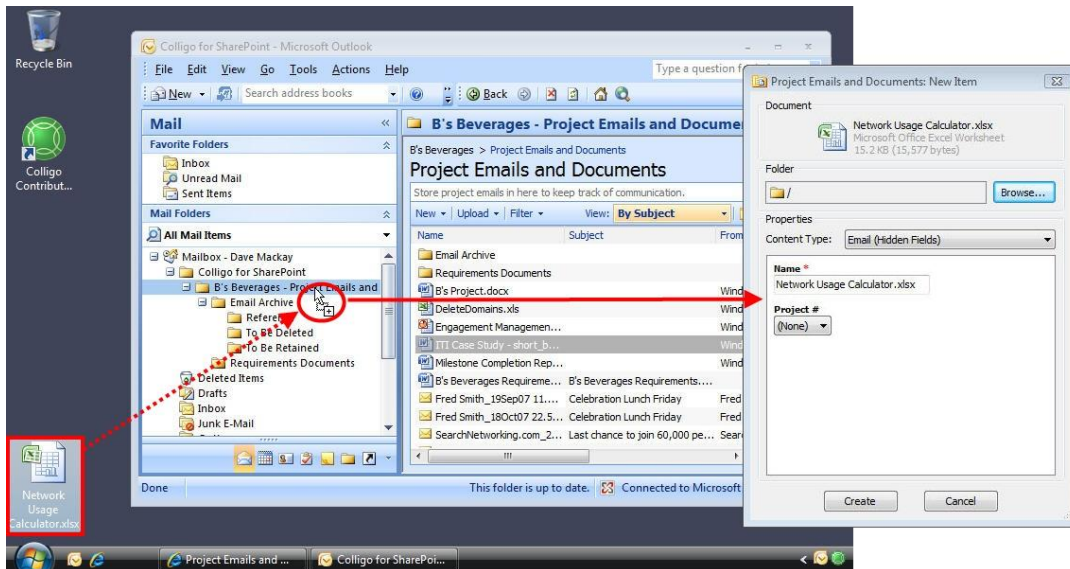 Recycle Bin
Colligo
Contribut...
Network
Usage
Calculator.xlsx
Colligo for SharePoint - Microsoft Outlook
File Edit View Go Tools Actions Help
Type a question f
New
Search address books
Back
Mail
Favorite Folders
Inbox
Unread Mail
Sent Items
Mail Folders
All Mail Items
Mailbox - Dave Mackay
Colligo for SharePoint
B's Beverages - Project Emails and
Email Archive
Refere
To Be Deleted
To Be Retained
Requirements Documents
Deleted Items
Drafts
Inbox
Junk E-Mail
B's Beverages - Project Emails and Docume
B's Beverages > Project Emails and Documents
Project Emails and Documents
Store project emails in here to keep track of communication.
New Upload Filter View: By Subject
Name Subject From
Email Archive
Requirements Documents
B's Project.docx Wind
DeleteDomains.xls Wind
Engagement Managemen... Wind
ITI Case Study - short_b... Wind
Milestone Completion Rep... Wind
B's Beverages Requireme... B's Beverages Requirements....
Fred Smith_19Sep07 11.... Celebration Lunch Friday Fred
Fred Smith_18Oct07 22.5... Celebration Lunch Friday Fred
SearchNetworking.com_2... Last chance to join 60,000 pe... Sear
Done
This folder is up to date. Connected to Microsoft
Project Emails and Documents: New Item
Document
Network Usage Calculator.xlsx
Microsoft Office Excel Worksheet
15.2 KB (15,577 bytes)
Folder
/
Browse...
Properties
Content Type: Email (Hidden Fields)
Name *
Network Usage Calculator.xlsx
Project #
(None)
Create Cancel
Project Emails and ...
Colligo for SharePoi...